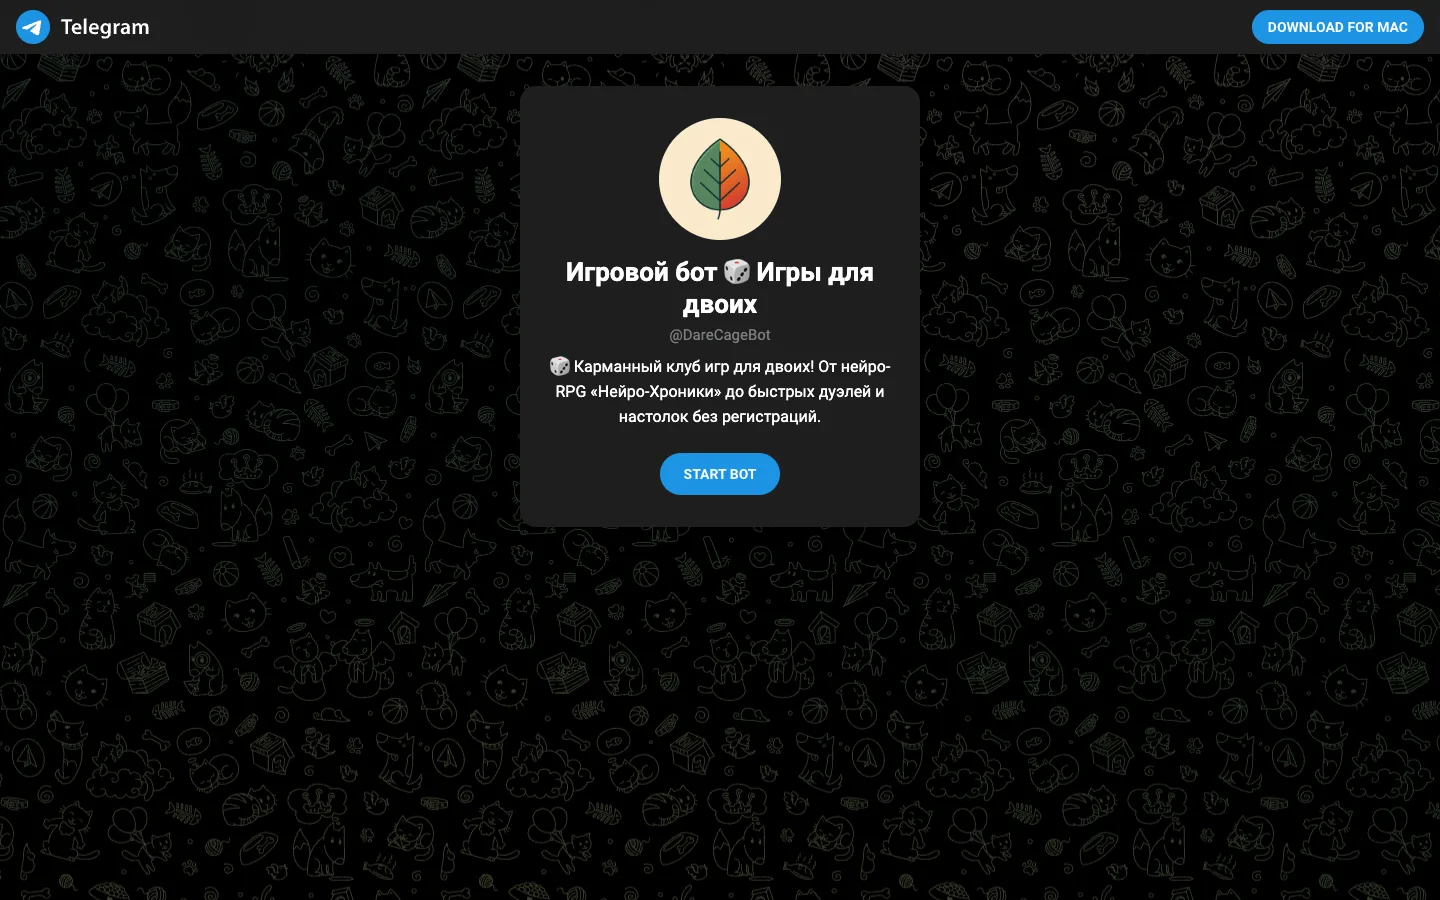 Telegram
DOWNLOAD FOR MAC
Игровой бот 🎲 Игры для
двоих
@DareCageBot
🎲 Карманный клуб игр для двоих! От нейро-
RPG «Нейро-Хроники» до быстрых дуэлей и
настолок без регистраций.
START BOT